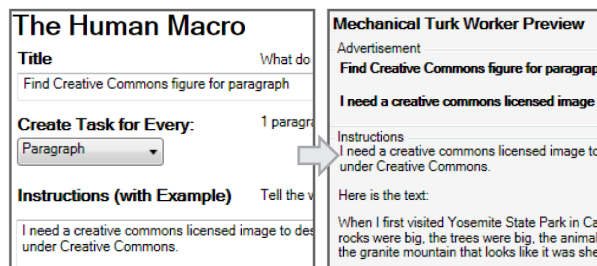 The Human Macro
Title
What do
Find Creative Commons figure for paragraph
Create Task for Every:
1 paragra
Paragraph
Instructions (with Example)
Tell the
I need a creative commons licensed image to des
under Creative Commons.
Mechanical Turk Worker Preview
Advertisement
Find Creative Commons figure for paragrap
I need a creative commons licensed image
Instructions
I need a creative commons licensed image to
under Creative Commons.
Here is the text:
When I first visited Yosemite State Park in Ca
rocks were big, the trees were big, the animal
the granite mountain that looks like it was she